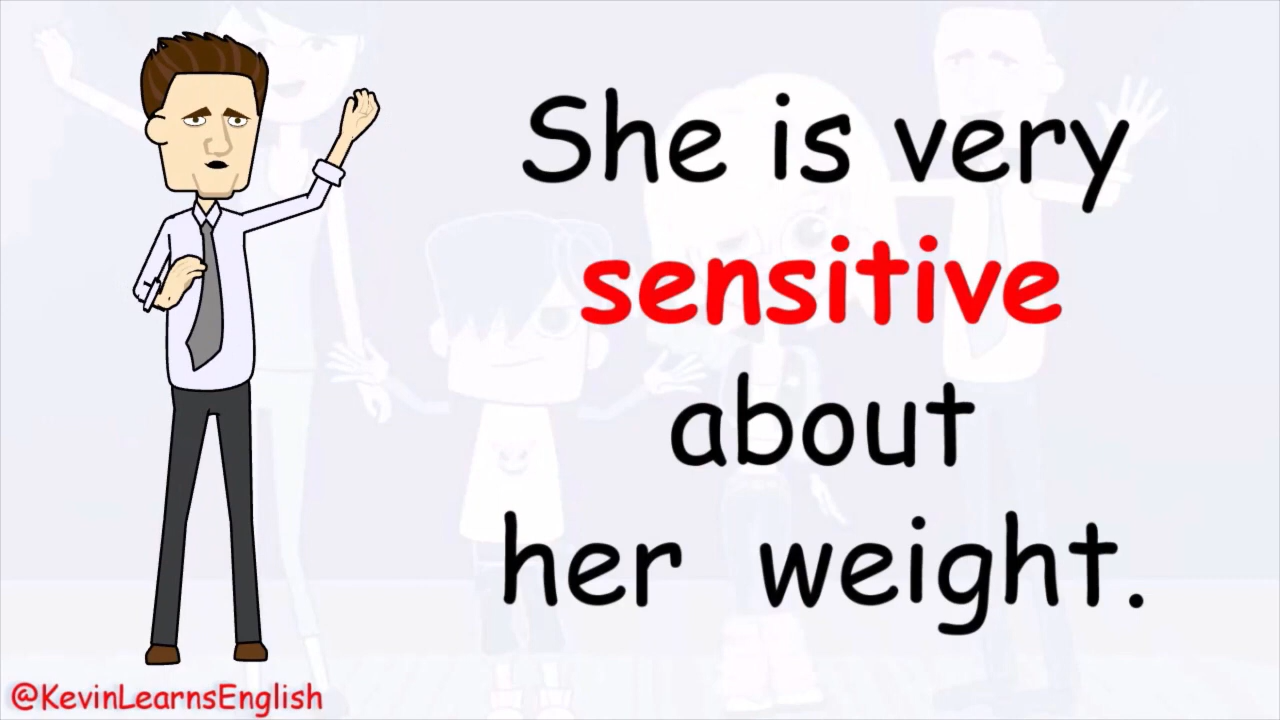 She is very
sensitive
about
her weight.
@KevinLearnsEnglish